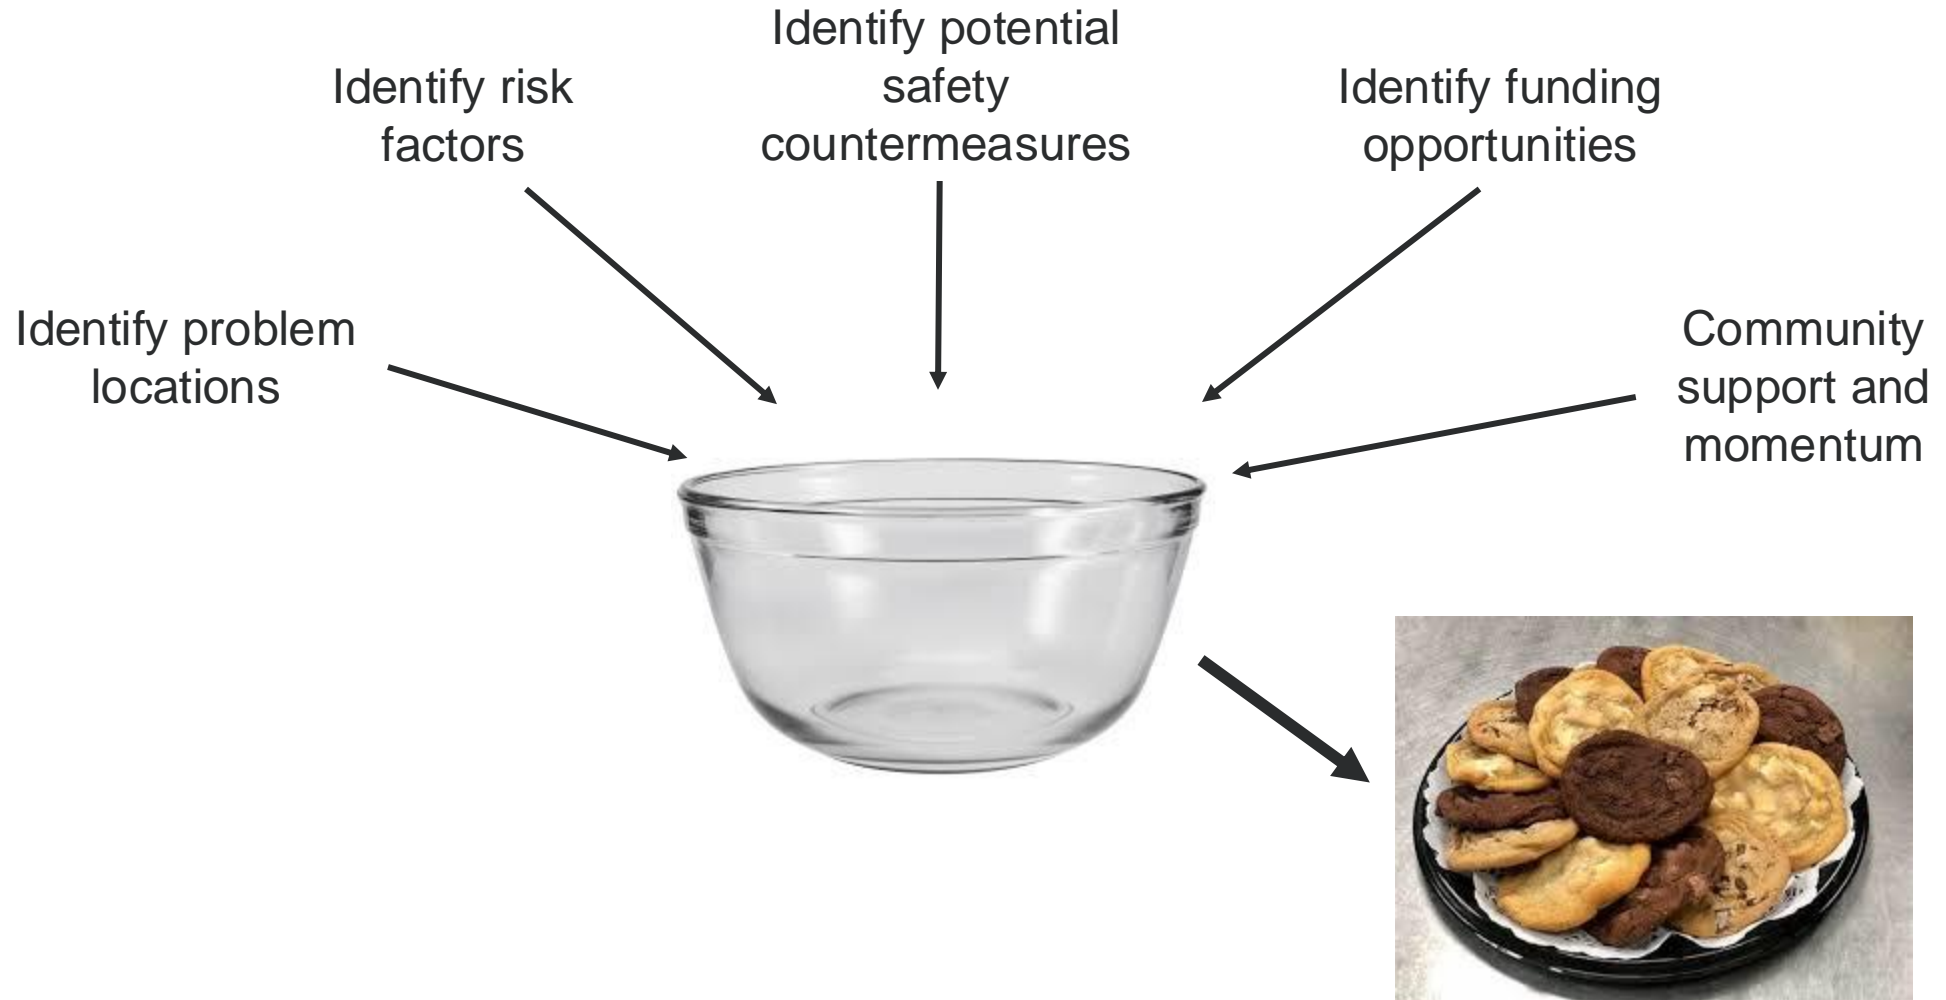 Identify potential
safety
countermeasures
Identify risk
factors
Identify funding
opportunities
Identify problem
locations
Community
support and
momentum